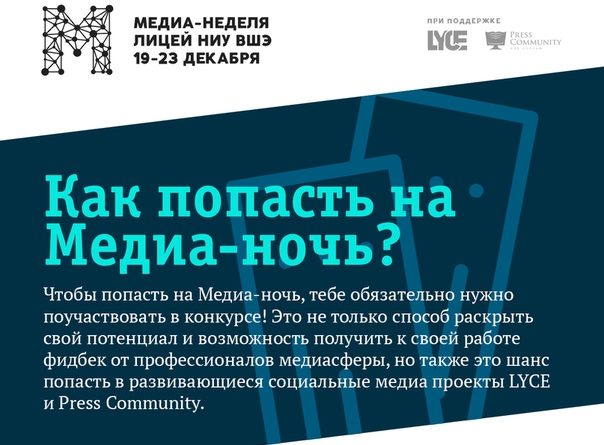 МЕДИА-НЕДЕЛЯ
ЛИЦЕЙ НИУ ВШЭ
19-23 ДЕКАБРЯ
ПРИ ПОДДЕРЖКЕ
LYCE
PRESS
COMMUNITY
Как попасть на
Медиа-ночь?
Чтобы попасть на Медиа-ночь, тебе обязательно нужно
поучаствовать в конкурсе! Это не только способ раскрыть
свой потенциал и возможность получить к своей работе
фидбек от профессионалов медиасферы, но также это шанс
попасть в развивающиеся социальные медиа проекты LYCE
и Press Community.